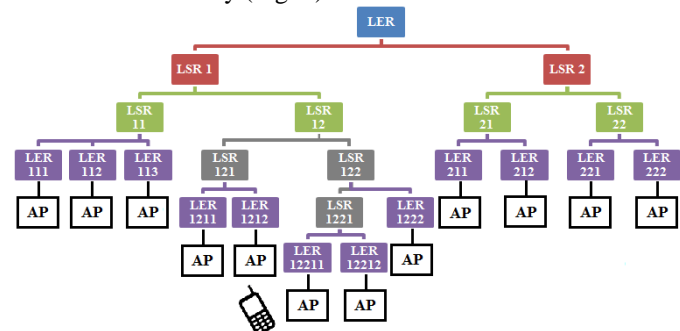 LER
LSR 1
LSR 2
LSR
11
LSR
12
LSR
21
LSR
22
LER
111
LER
112
LER
113
LSR
121
LSR
122
LER
211
LER
212
LER
221
LER
222
AP
AP
AP
LER
1211
LER
1212
LSR
1221
LER
1222
AP
AP
AP
AP
AP
AP
LER
12211
LER
12212
AP
AP
AP